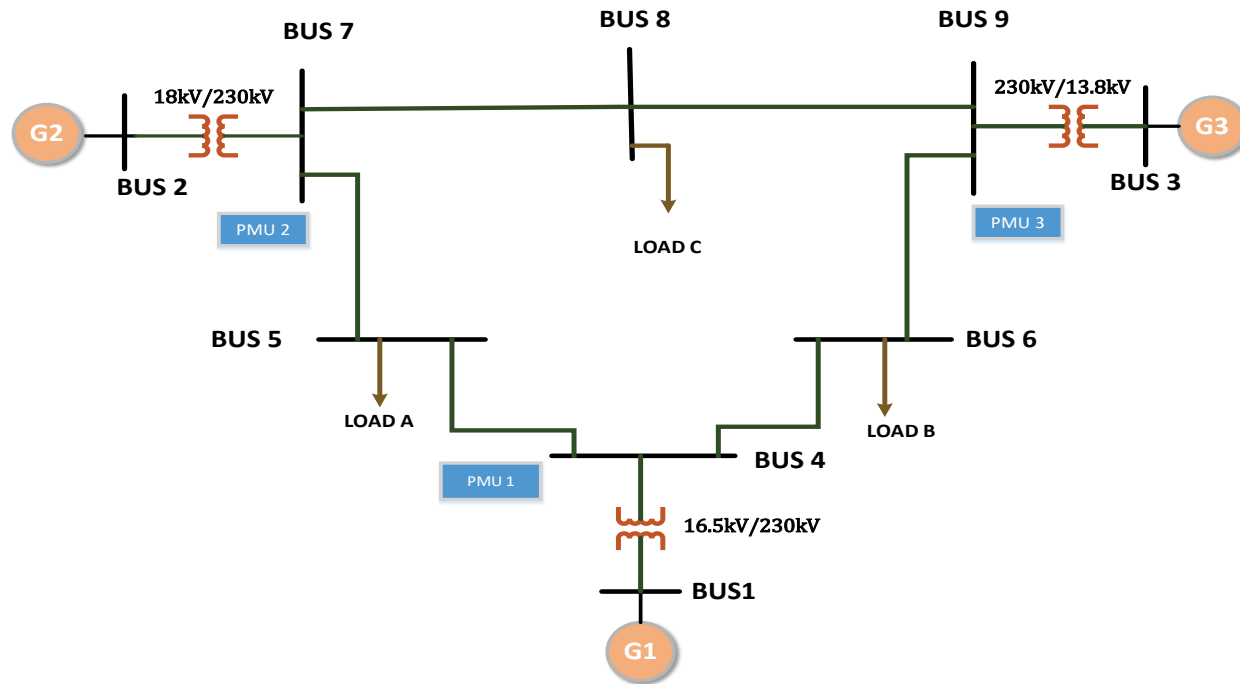 BUS 7
BUS 8
BUS 9
18kV/230kV
230kV/13.8kV
G2
G3
BUS 2
BUS 3
PMU 2
PMU 3
LOAD C
BUS 5
BUS 6
LOAD A
LOAD B
BUS 4
PMU 1
16.5kV/230kV
BUS1
G1